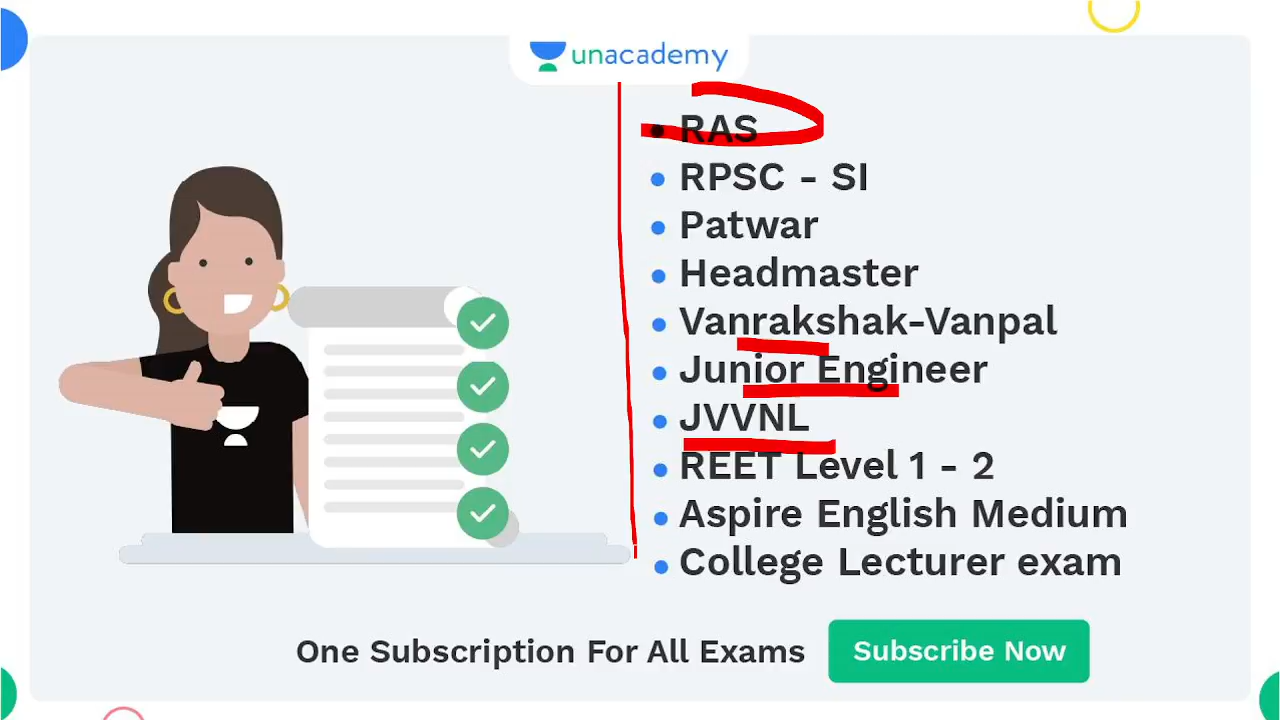 unacademy
RAS
RPSC - SI
Patwar
Headmaster
Vanrakshak-Vanpal
Junior Engineer
JVVNL
REET Level 1 - 2
Aspire English Medium
College Lecturer exam
One Subscription For All Exams
Subscribe Now